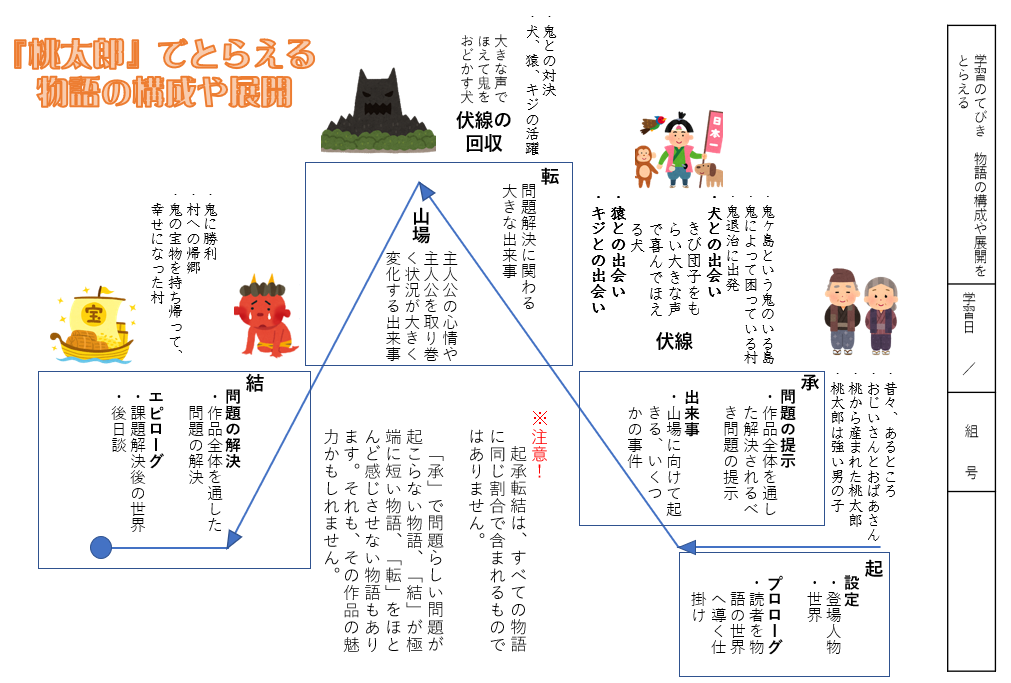 『桃太郎』でとらえる
物語の構成や展開
学習のてびき　物語の構成や展開を
とらえる
学習日　／
組　号
起
設定
・登場人物
・世界
プロローグ
・読者を物
語の世界
へ導く仕
掛け
・昔々、あるところ
・おじいさんとおばあさん
・桃から産まれた桃太郎
・桃太郎は強い男の子
承
問題の提示
・作品全体を通し
た解決されるべ
き問題の提示
出来事
・山場に向けて起
きる、いくつ
かの事件
・鬼ヶ島という鬼のいる島
・鬼によって困っている村
・鬼退治に出発
・犬との出会い
きび団子をも
らい大きな声
で喜んでほえ
る犬
・猿との出会い
・キジとの出会い
伏線
日本一
転
問題解決に関わる
大きな出来事
山場
主人公の心情や
主人公を取り巻
く状況が大きく
変化する出来事
・鬼との対決
・犬、猿、キジの活躍
大きな声で
ほえて鬼を
おどかす犬
伏線の
回収
結
問題の解決
・作品全体を通した
問題の解決
エピローグ
・課題解決後の世界
・後日談
・鬼に勝利
・村への帰郷
・鬼の宝物を持ち帰って、
幸せになった村
宝
※注意！
起承転結は、すべての物語
に同じ割合で含まれるもので
はありません。
「承」で問題らしい問題が
起こらない物語、「結」が極
端に短い物語、「転」をほと
んど感じさせない物語もあり
ます。それも、その作品の魅
力かもしれません。